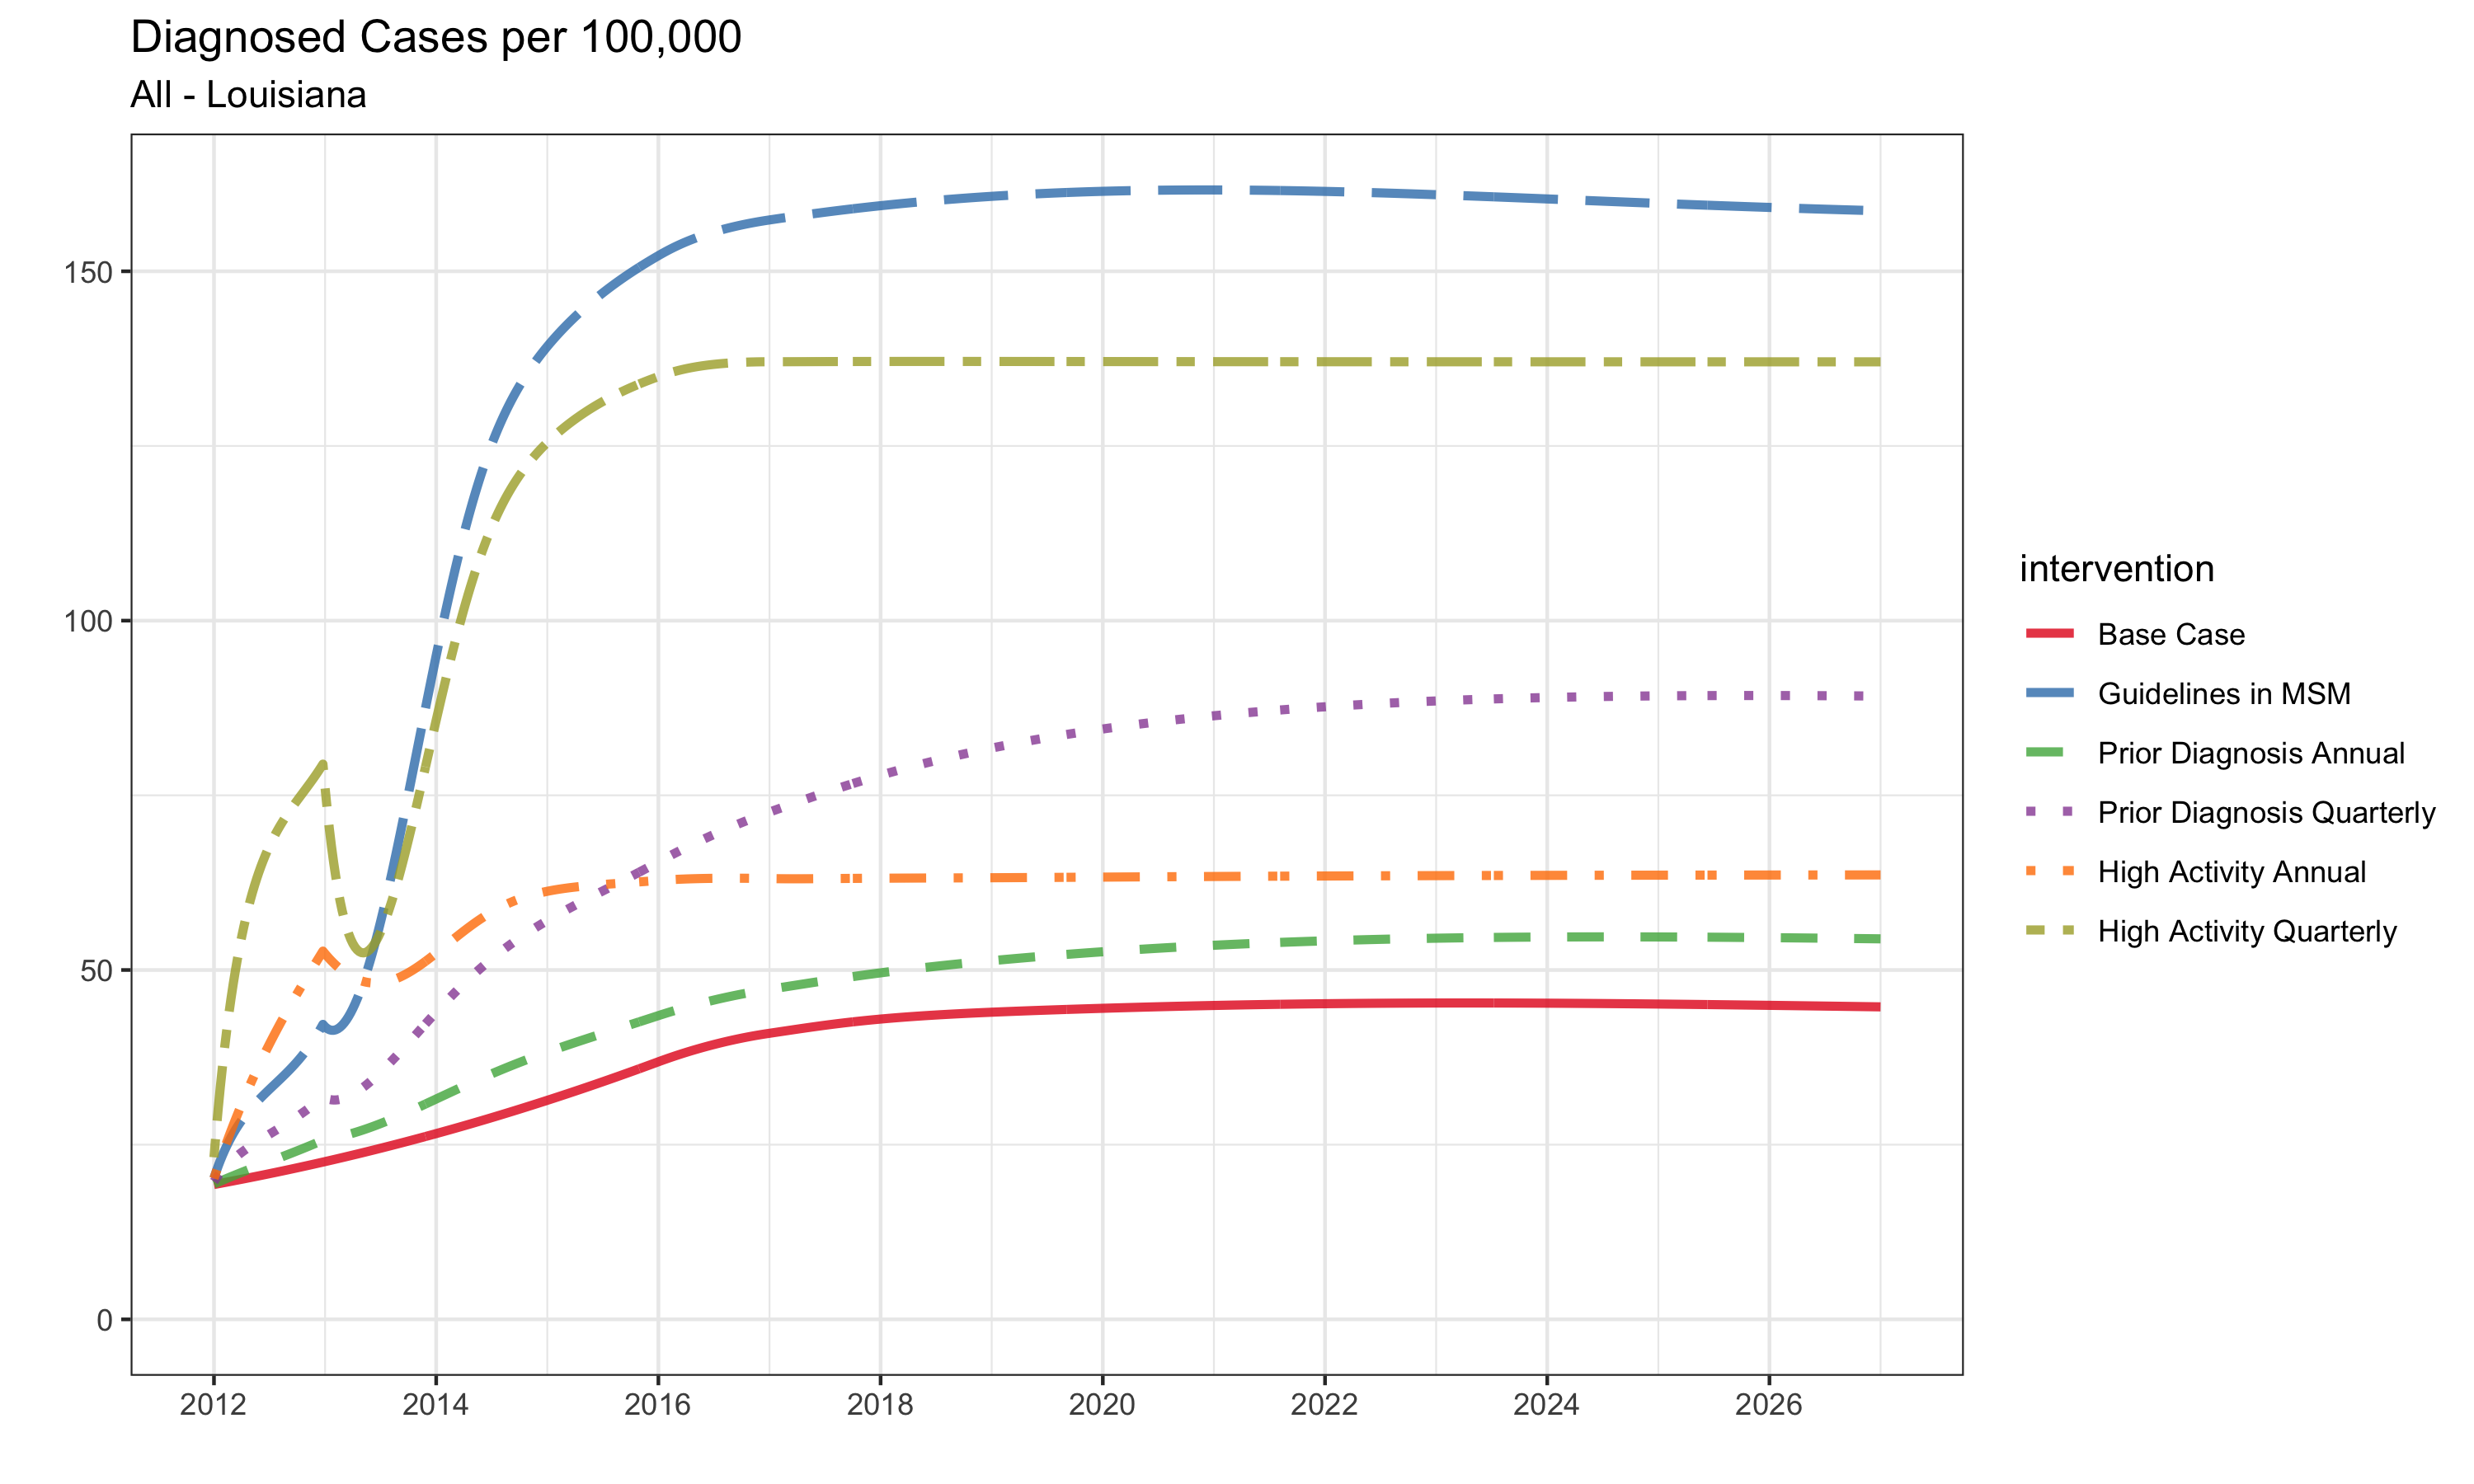 Diagnosed Cases per 100,000
All - Louisiana
150
100
50
0
2012 2014 2016 2018 2020 2022 2024 2026
intervention
Base Case
Guidelines in MSM
Prior Diagnosis Annual
Prior Diagnosis Quarterly
High Activity Annual
High Activity Quarterly